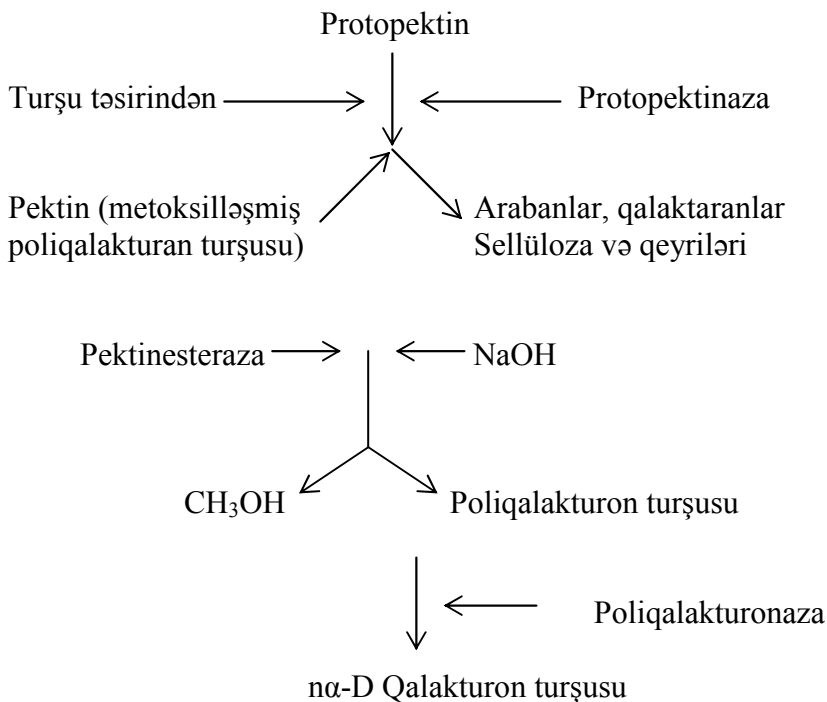 Protopektin
Turşu təsirindən
Protopektinaza
Pektin (metoksilləşmiş
poliqalakturan turşusu)
Arabanlar, qalaktaranlar
Sellüloza və qeyriləri
Pektinesteraza
NaOH
CH₃OH
Poliqalakturon turşusu
Poliqalakturonaza
nα-D Qalakturon turşusu